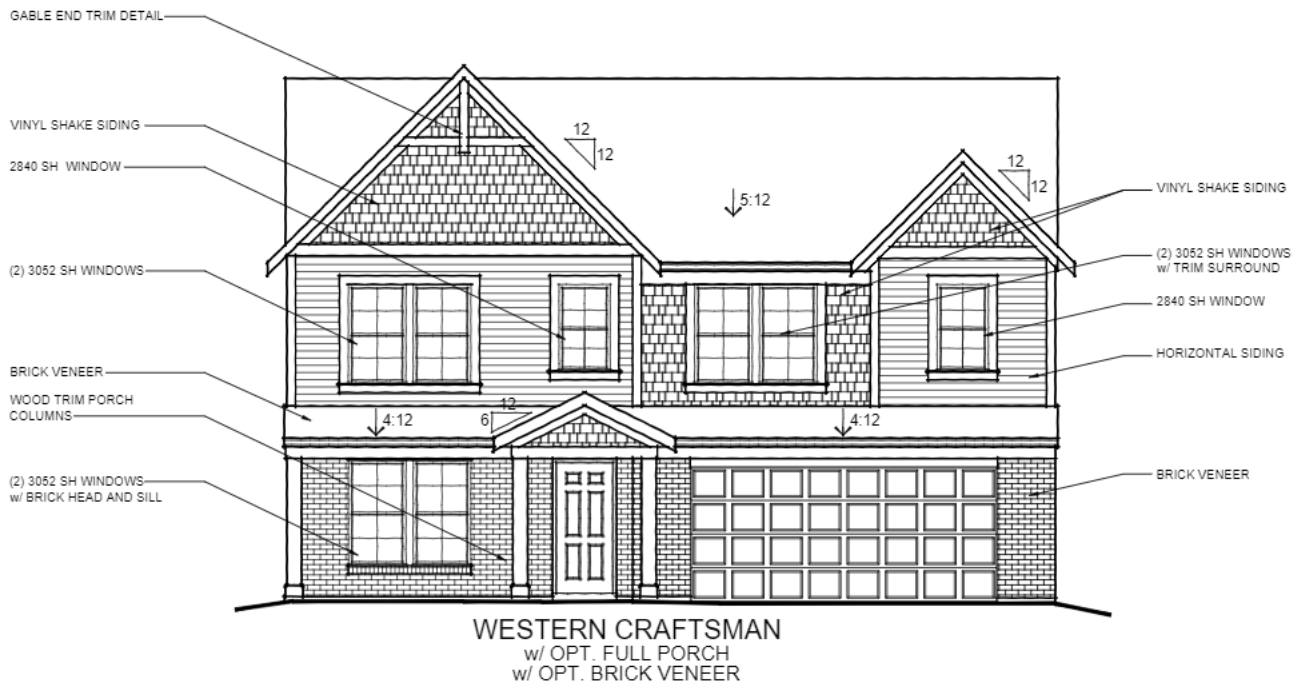 GABLE END TRIM DETAIL
VINYL SHAKE SIDING
2840 SH WINDOW
(2) 3052 SH WINDOWS
BRICK VENEER
WOOD TRIM PORCH
COLUMNS
(2) 3052 SH WINDOWS
w/ BRICK HEAD AND SILL
12
12
5:12
12
12
4:12
12
6
4:12
VINYL SHAKE SIDING
(2) 3052 SH WINDOWS
w/ TRIM SURROUND
2840 SH WINDOW
HORIZONTAL SIDING
BRICK VENEER
WESTERN CRAFTSMAN
w/ OPT. FULL PORCH
w/ OPT. BRICK VENEER